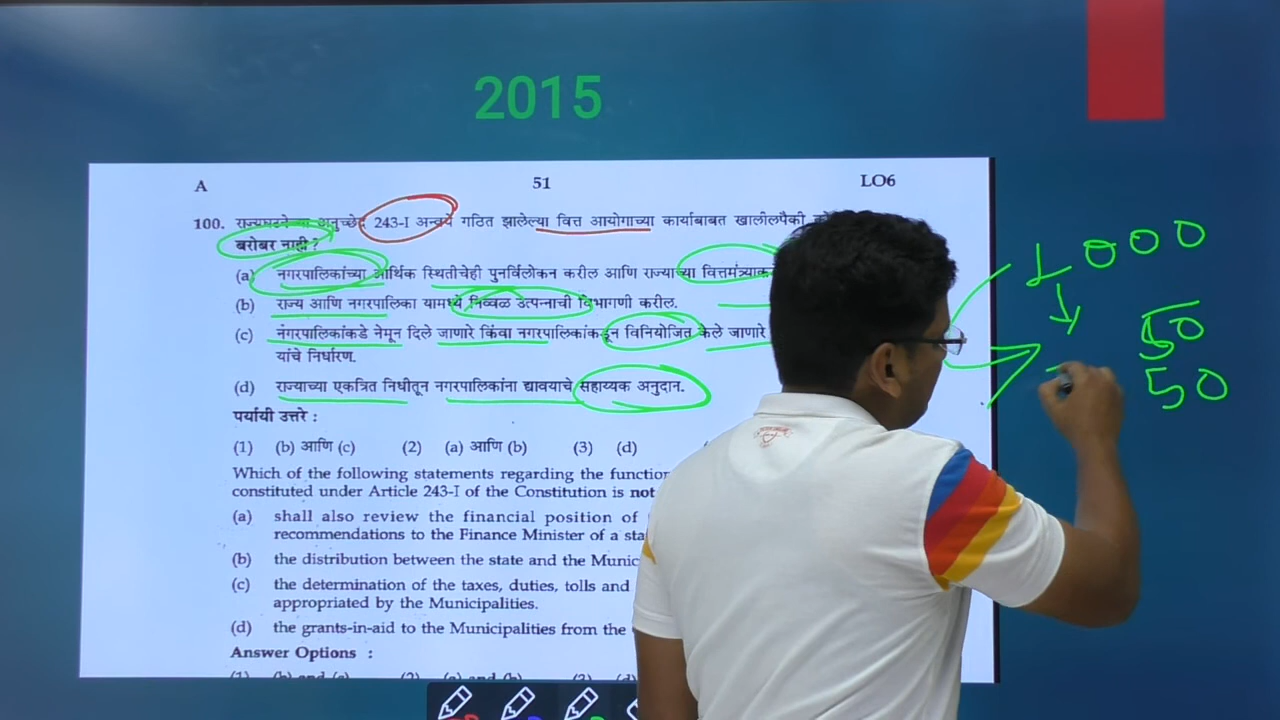 2015
A 51 LO6
100. राज्यघटनेच्या अनुच्छेद 243-I अन्वये गठित झालेल्या वित्त आयोगाच्या कार्याबाबत खालीलपैकी
बरोबर नाही ?
(a) नगरपालिकांच्या आर्थिक स्थितीचेही पुनर्विलोकन करील आणि राज्याच्या
(b) राज्य आणि नगरपालिका यामध्ये निव्वळ उत्पन्नाची विभागणी करील.
(c) नगरपालिकांकडे नेमून दिले जाणारे किंवा नगरपालिकांकडून विनियोजित केले जाणारे
यांचे निर्धारण.
(d) राज्याच्या एकत्रित निधीतून नगरपालिकांना द्यावयाचे सहाय्यक अनुदान.
पर्यायी उत्तरे :
(1) (b) आणि (c) (2) (a) आणि (b) (3) (d)
Which of the following statements regarding the
constituted under Article 243-I of the Constitution is not
(a) shall also review the financial position of
recommendations to the Finance Minister of a
(b) the distribution between the state and the
(c) the determination of the taxes, duties, tolls and
appropriated by the Municipalities.
(d) the grants-in-aid to the Municipalities from the
Answer Options :
(1) (b) and (c) (2) (a) and (b) (3) (d)
1000
50
50